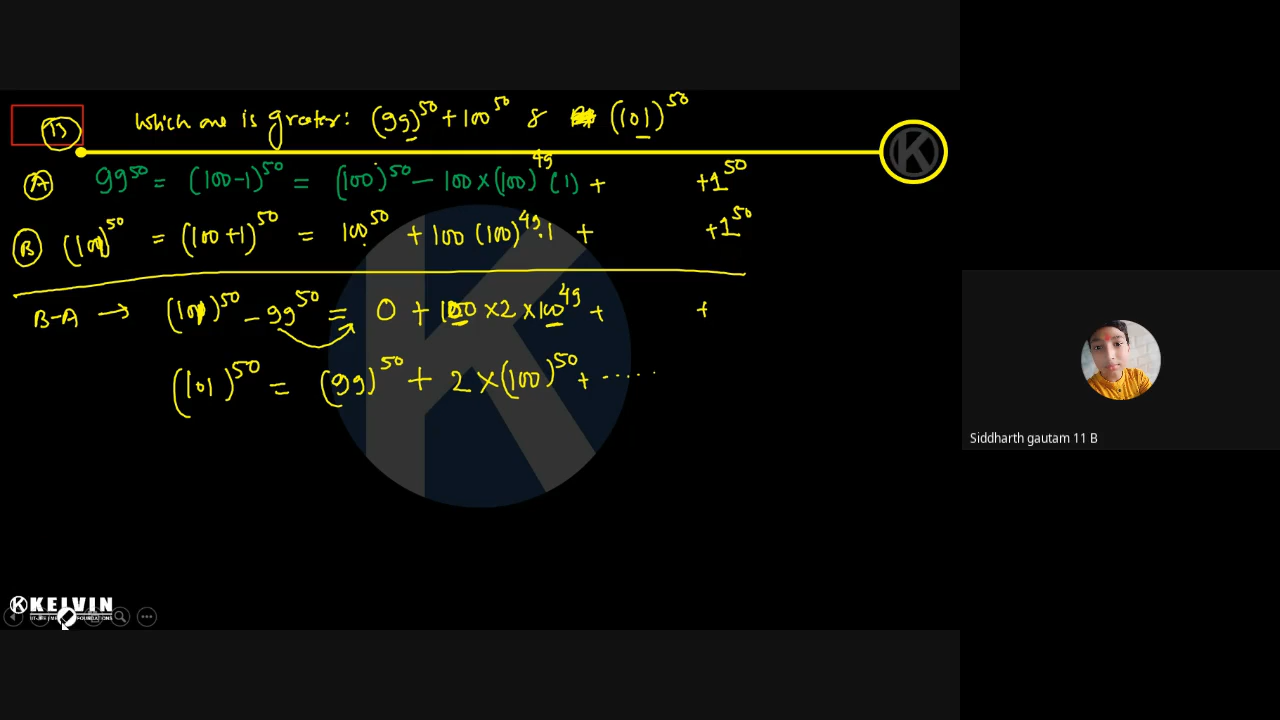 13 Which one is greater: (99)^50 + 100^50 & (101)^50
A 99^50 = (100-1)^50 = (100)^50 - 100×(100)^49 (1) + +1^50
B (101)^50 = (100+1)^50 = 100^50 + 100 (100)^49 .1 + +1^50
B-A → (101)^50 - 99^50 = 0 + 100 ×2 × 100^49 + +
(101)^50 = (99)^50 + 2 × (100)^50 + ......
K
KELVIN
Siddharth gautam 11 B